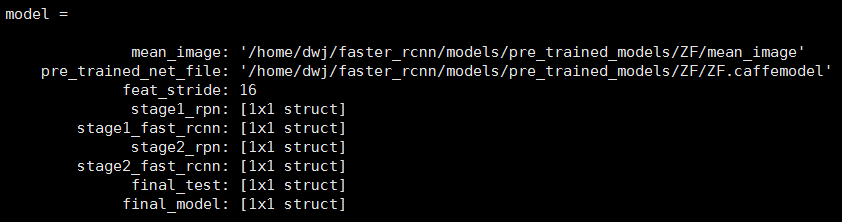 model =
mean_image: '/home/dwj/faster_rcnn/models/pre_trained_models/ZF/mean_image'
pre_trained_net_file: '/home/dwj/faster_rcnn/models/pre_trained_models/ZF/ZF.caffemodel'
feat_stride: 16
stage1_rpn: [1x1 struct]
stage1_fast_rcnn: [1x1 struct]
stage2_rpn: [1x1 struct]
stage2_fast_rcnn: [1x1 struct]
final_test: [1x1 struct]
final_model: [1x1 struct]